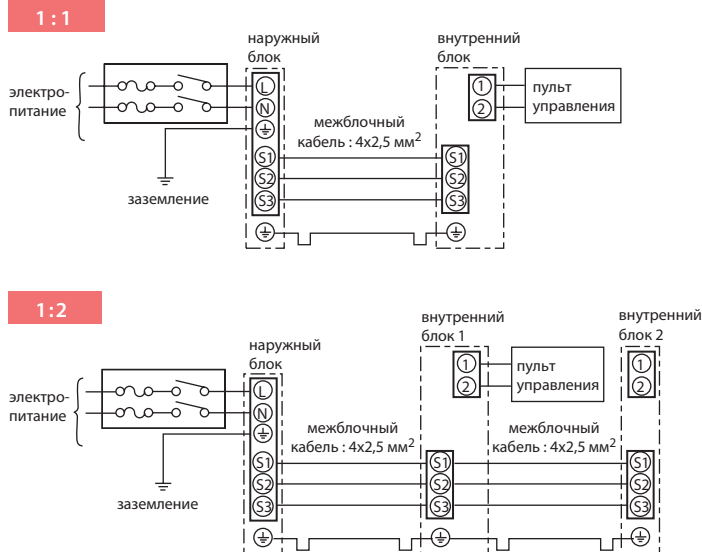 1:1
наружный
блок
внутренний
блок
электро-
питание
L
N
S1
S2
S3
заземление
межблочный
кабель : 4x2,5 мм²
S1
S2
S3
1
2
пульт
управления
1:2
наружный
блок
внутренний
блок 1
внутренний
блок 2
электро-
питание
L
N
S1
S2
S3
заземление
межблочный
кабель : 4x2,5 мм²
1
2
пульт
управления
S1
S2
S3
межблочный
кабель : 4x2,5 мм²
1
2
S1
S2
S3